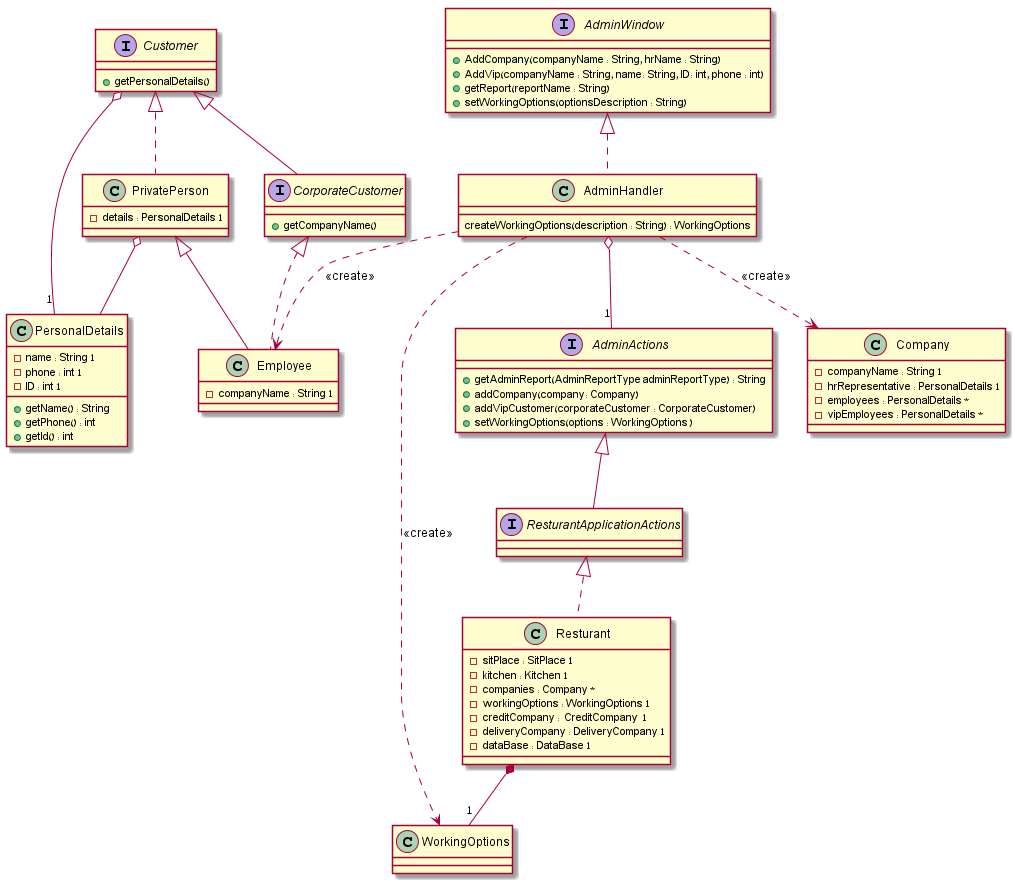 I AdminWindow
AddCompany(companyName : String, hrName : String)
AddVip(companyName : String, name : String, ID : int, phone : int)
getReport(reportName : String)
setWorkingOptions(optionsDescription : String)
I Customer
getPersonalDetails()
C PrivatePerson
details : PersonalDetails 1
I CorporateCustomer
getCompanyName()
C AdminHandler
createWorkingOptions(description : String) : WorkingOptions
«create»
«create»
1
1
C PersonalDetails
name : String 1
phone : int 1
ID : int 1
getName() : String
getPhone() : int
getId() : int
C Employee
companyName : String 1
I AdminActions
getAdminReport(AdminReportType adminReportType) : String
addCompany(company : Company)
addVipCustomer(corporateCustomer : CorporateCustomer)
setWorkingOptions(options : WorkingOptions)
C Company
companyName : String 1
hrRepresentative : PersonalDetails 1
employees : PersonalDetails *
vipEmployees : PersonalDetails *
I ResturantApplicationActions
«create»
C Resturant
sitPlace : SitPlace 1
kitchen : Kitchen 1
companies : Company *
workingOptions : WorkingOptions 1
creditCompany : CreditCompany 1
deliveryCompany : DeliveryCompany 1
dataBase : DataBase 1
1
C WorkingOptions